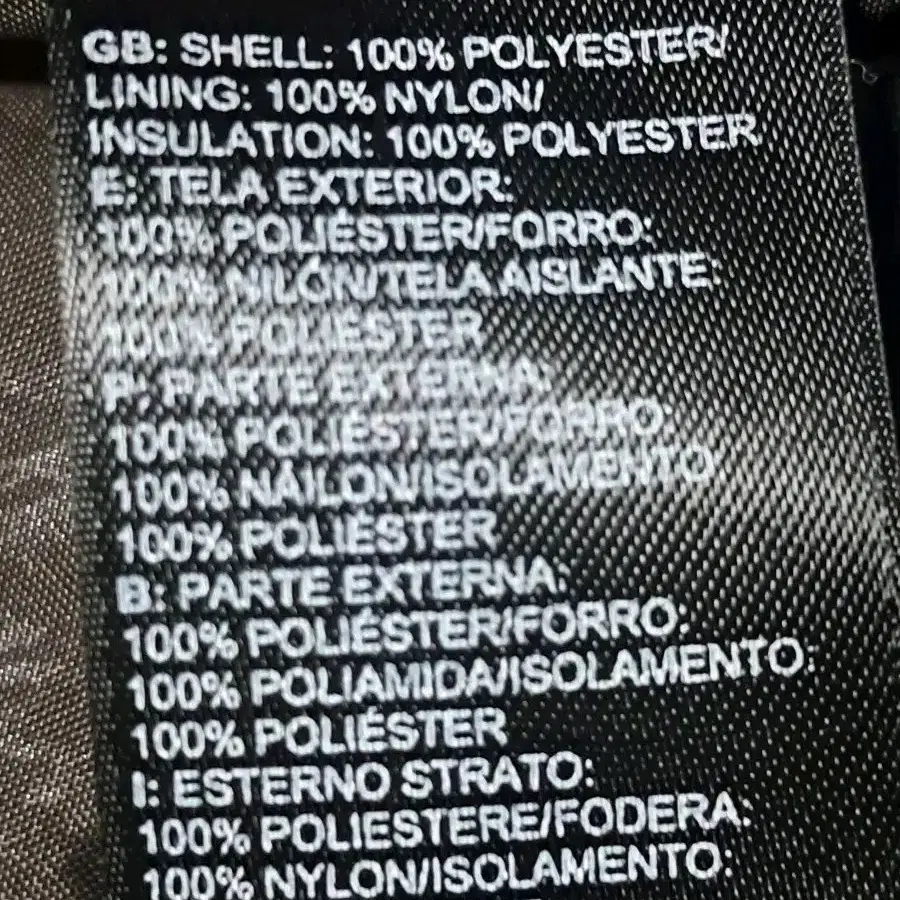 GB: SHELL: 100% POLYESTER/
LINING: 100% NYLON/
INSULATION: 100% POLYESTER
E: TELA EXTERIOR:
100% POLIÉSTER/FORRO:
100% NILÓN/TELA AISLANTE:
100% POLIÉSTER
P: PARTE EXTERNA:
100% POLIÉSTER/FORRO:
100% NÁILON/ISOLAMENTO:
100% POLIÉSTER
B: PARTE EXTERNA:
100% POLIÉSTER/FORRO:
100% POLIAMIDA/ISOLAMENTO:
100% POLIÉSTER
I: ESTERNO STRATO:
100% POLIESTERE/FODERA:
100% NYLON/ISOLAMENTO: